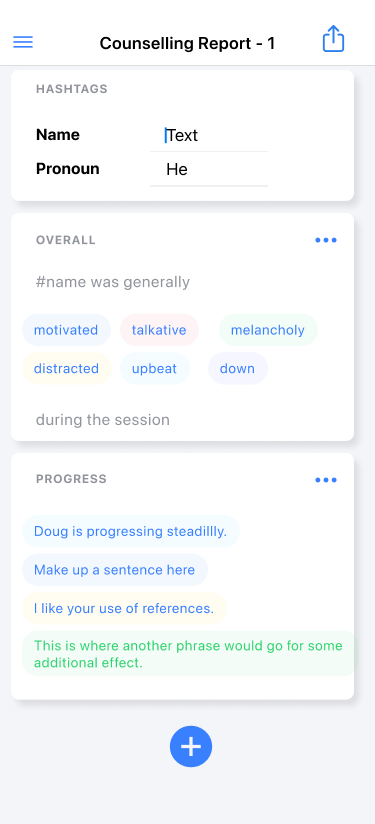 Counselling Report - 1
HASHTAGS
Name Text
Pronoun He
OVERALL
#name was generally
motivated talkative melancholy
distracted upbeat down
during the session
PROGRESS
Doug is progressing steadillly.
Make up a sentence here
I like your use of references.
This is where another phrase would go for some
additional effect.